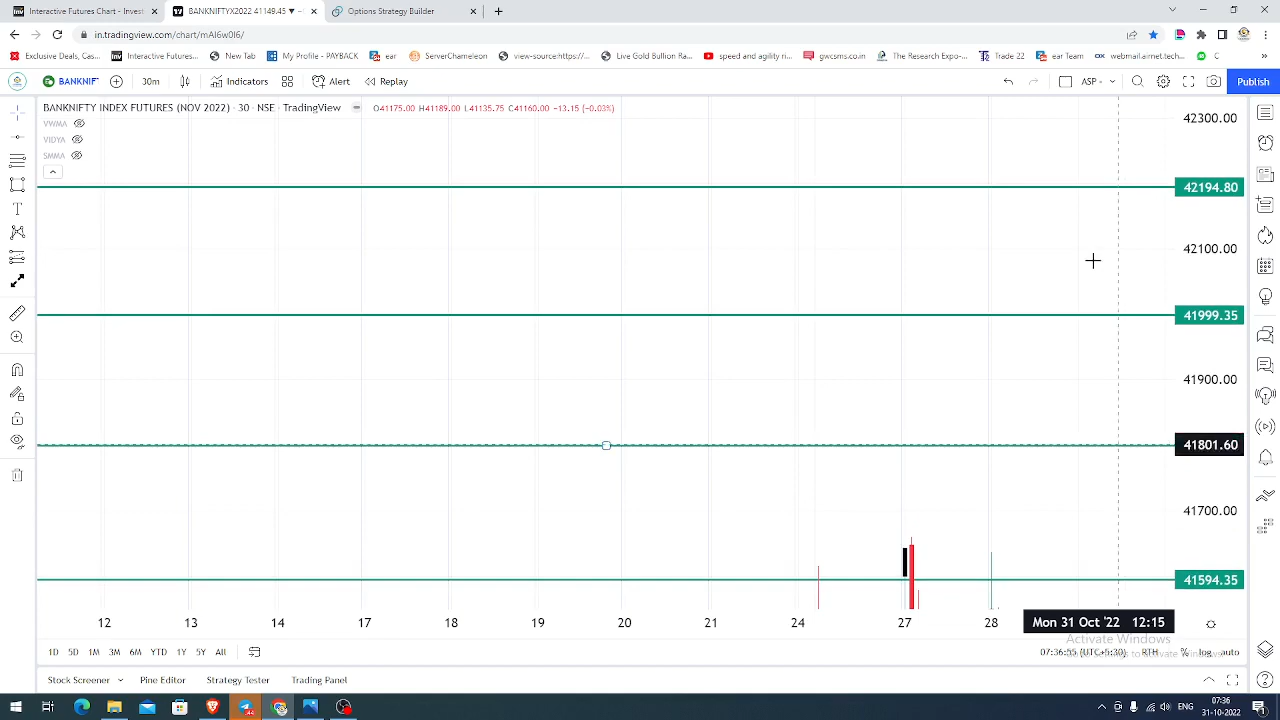 Interactive Futures Chart - Invest
BANKNIFTYX2022 41149.45 ▼ −
Options Strategy Builder
in.tradingview.com/chart/mAI6w0I6/
Exclusive Deals,
Interactive Futures
New Tab
My Profile - PAYBACK
ear
ServerChameleon
view-source:https://...
Live Gold Bullion Ra...
speed and agility ri...
gwcsms.co.in
The Research-Expo...
Trade 22
ear Team
webmail.airnet.tech...
BANKNIF
30m
Indicators
Alert
Replay
ASP
Publish
BANKNIFTY INDEX FUTURES (NOV 2022) · 30 · NSE · TradingView
O41175.00 H41189.00 L41135.75 C41160.00 −13.15 (−0.03%)
VWMA
VIDYA
SMMA
42300.00
42194.80
42100.00
41999.35
41900.00
41801.60
41700.00
41594.35
12 13 14 17 18 19 20 21 24 27 28
Mon 31 Oct '22 12:15
1D 5D 1M 3M 6M YTD 1Y 5Y All
Activate Windows
07:36:55 (UTC+5:30) RTH % log auto
Stock Screener
Pine Editor
Strategy Tester
Trading Panel
ENG
07:36
31-10-2022